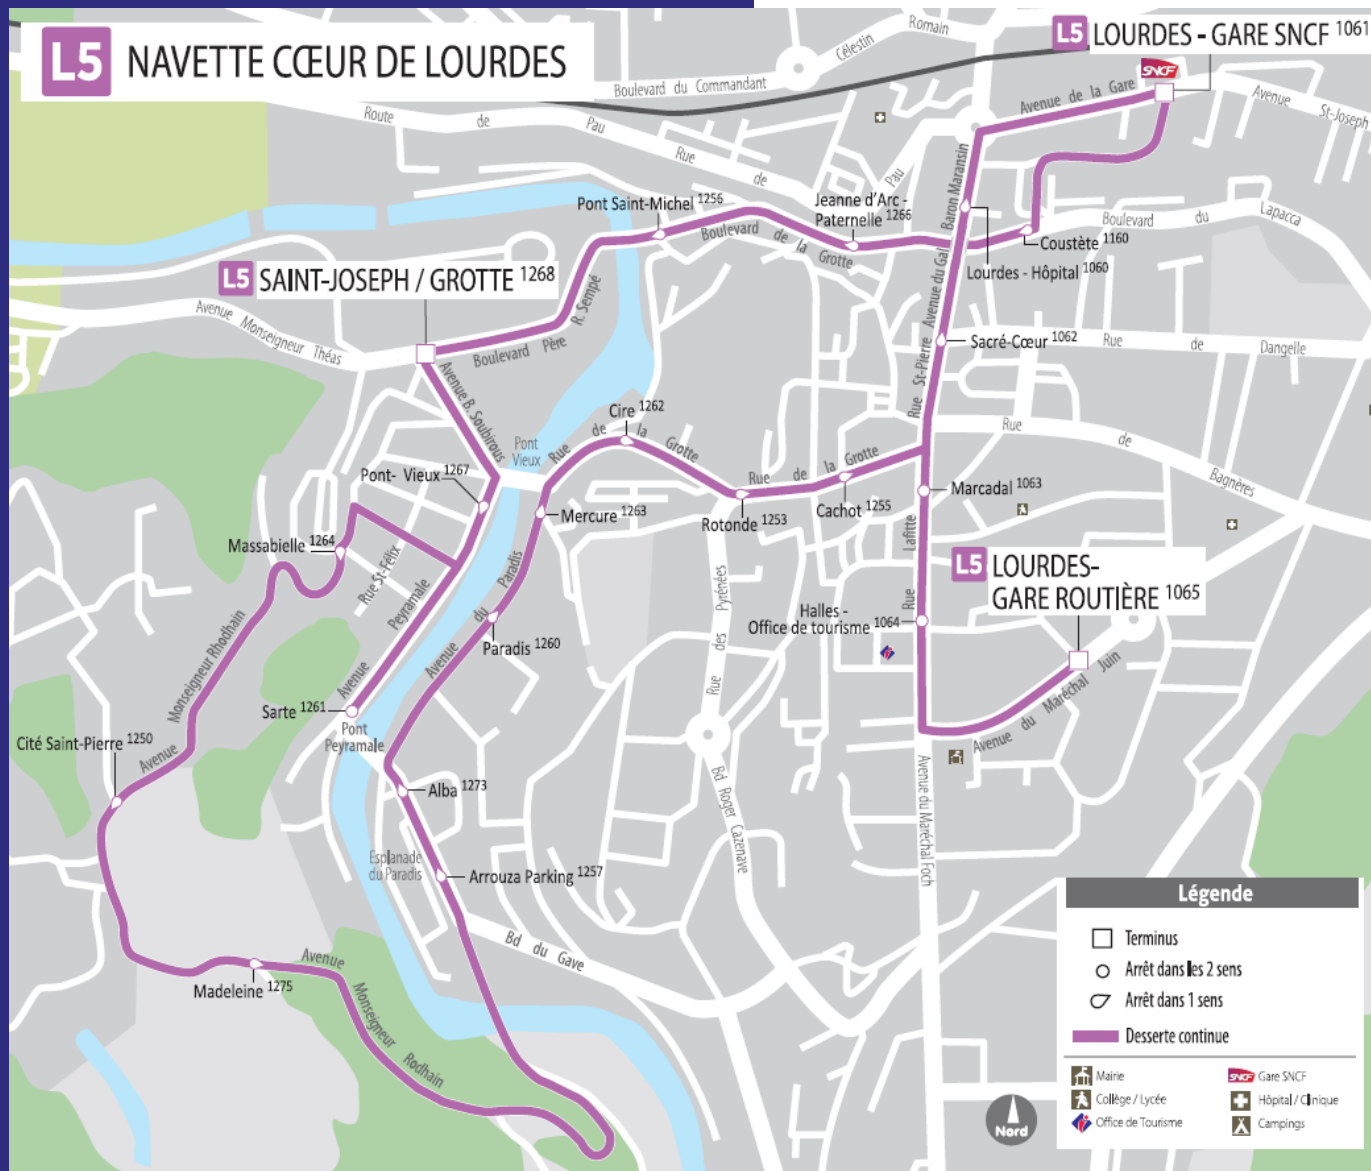 L5 NAVETTE CŒUR DE LOURDES
L5 LOURDES - GARE SNCF 1061
SNCF
Romain
Célestin
Boulevard du Commandant
Avenue de la Gare
Avenue St-Joseph
Route de Pau
Rue de Pau
Baron Maransin
Pont Saint-Michel 1256
Jeanne d'Arc -
Paternelle 1266
Boulevard de la Grotte
Boulevard du Lapacca
Coustète 1160
Lourdes - Hôpital 1060
Avenue du Gal
L5 SAINT-JOSEPH / GROTTE 1268
R. Sempé
Boulevard Père
Avenue Monseigneur Théas
Avenue B. Soubirous
Sacré-Cœur 1062
Rue de Dangelle
Rue St-Pierre
Cire 1262
Rue de la Grotte
Pont
Vieux
Rue de Bagnères
Pont- Vieux 1267
Rue de la Grotte
Mercure 1263
Rotonde 1253
Cachot 1255
Marcadal 1063
Massabielle 1264
Rue St-Félix
Peyramale
Avenue
Avenue du Paradis
Paradis 1260
Rue des Pyrénées
Rue Lafitte
L5 LOURDES-
GARE ROUTIÈRE 1065
Halles -
Office de tourisme 1064
Avenue du Maréchal Juin
Avenue Monseigneur Rhodhain
Sarte 1261
Pont
Peyramale
Cité Saint-Pierre 1250
Alba 1273
Bd Roger Cazenave
Avenue du Maréchal Foch
Esplanade
du Paradis
Arrouza Parking 1257
Bd du Gave
Madeleine 1275
Avenue Monseigneur Rodhain
Nord
Légende
Terminus
Arrêt dans les 2 sens
Arrêt dans 1 sens
Desserte continue
Mairie
SNCF Gare SNCF
Collège / Lycée
Hôpital / Clinique
Office de Tourisme
Campings